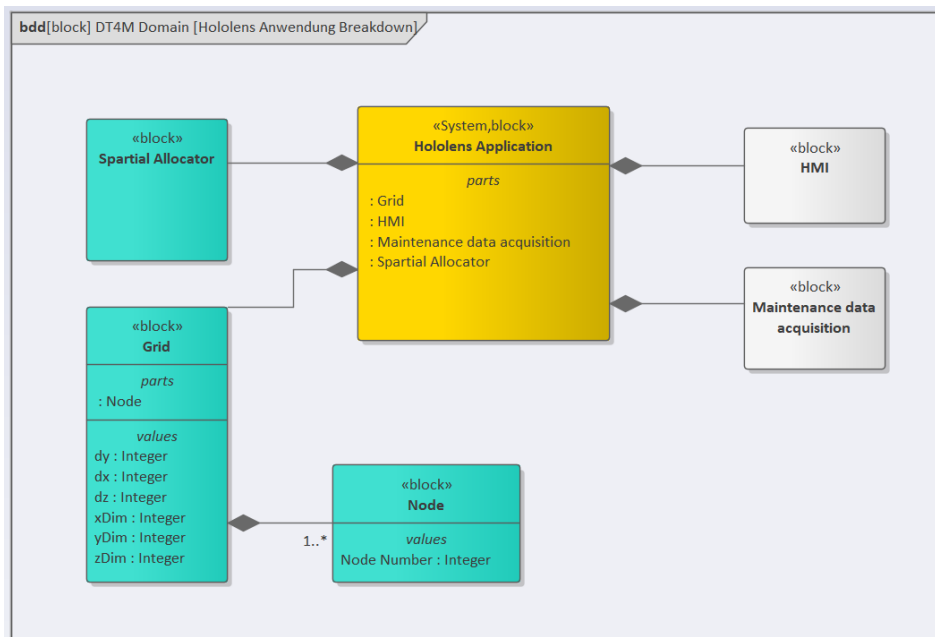 bdd[block] DT4M Domain [Hololens Anwendung Breakdown]
«block»
Spartial Allocator
«System,block»
Hololens Application
parts
: Grid
: HMI
: Maintenance data acquisition
: Spartial Allocator
«block»
HMI
«block»
Maintenance data
acquisition
«block»
Grid
parts
: Node
values
dy : Integer
dx : Integer
dz : Integer
xDim : Integer
yDim : Integer
zDim : Integer
1..*
«block»
Node
values
Node Number : Integer